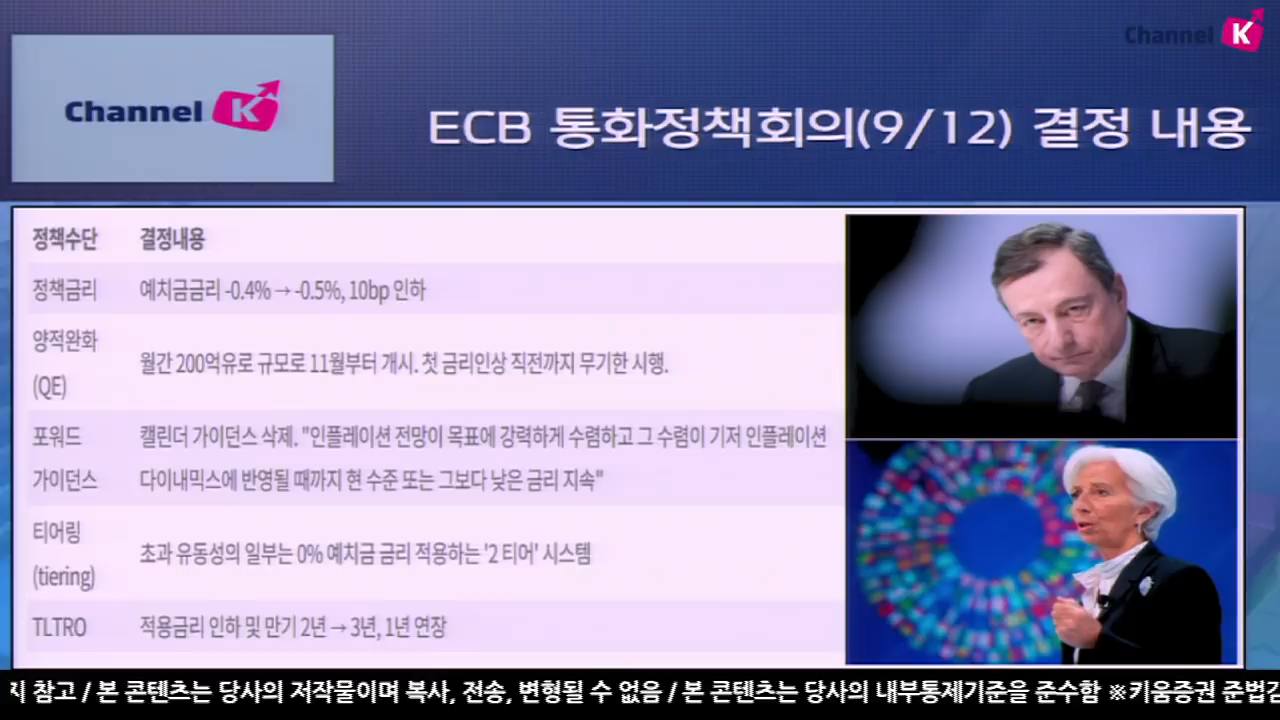 Channel K
Channel K
ECB 통화정책회의(9/12) 결정 내용
정책수단 결정내용
정책금리 예치금금리 -0.4% → -0.5%, 10bp 인하
양적완화
(QE)
월간 200억유로 규모로 11월부터 개시. 첫 금리인상 직전까지 무기한 시행.
포워드 캘린더 가이던스 삭제. "인플레이션 전망이 목표에 강력하게 수렴하고 그 수렴이 기저 인플레이션
가이던스 다이내믹스에 반영될 때까지 현 수준 또는 그보다 낮은 금리 지속"
티어링
(tiering)
초과 유동성의 일부는 0% 예치금 금리 적용하는 '2 티어' 시스템
TLTRO 적용금리 인하 및 만기 2년 → 3년, 1년 연장
참고 / 본 콘텐츠는 당사의 저작물이며 복사, 전송, 변형될 수 없음 / 본 콘텐츠는 당사의 내부통제기준을 준수함 ※키움증권 준법